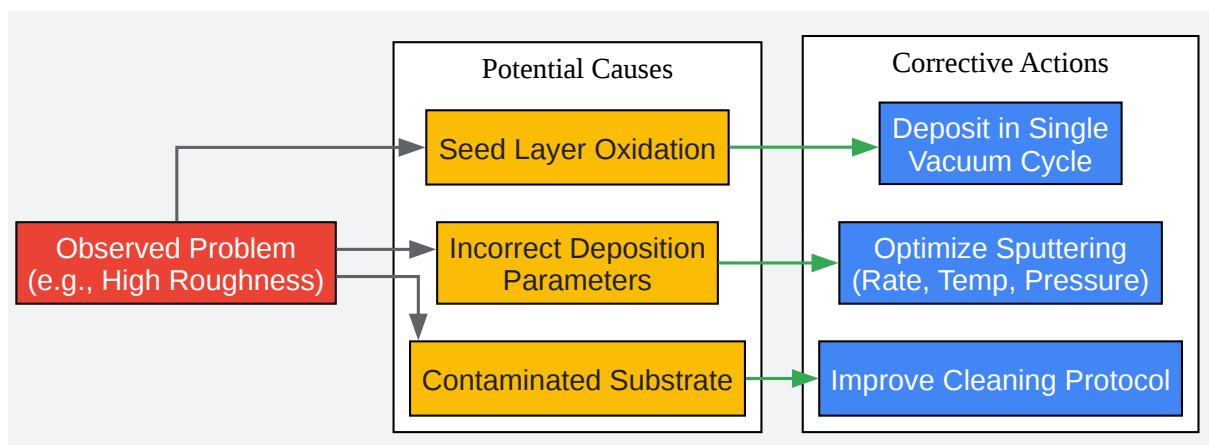 Potential Causes
Corrective Actions
Seed Layer Oxidation
Deposit in Single
Vacuum Cycle
Observed Problem
(e.g., High Roughness)
Incorrect Deposition
Parameters
Optimize Sputtering
(Rate, Temp, Pressure)
Contaminated Substrate
Improve Cleaning Protocol